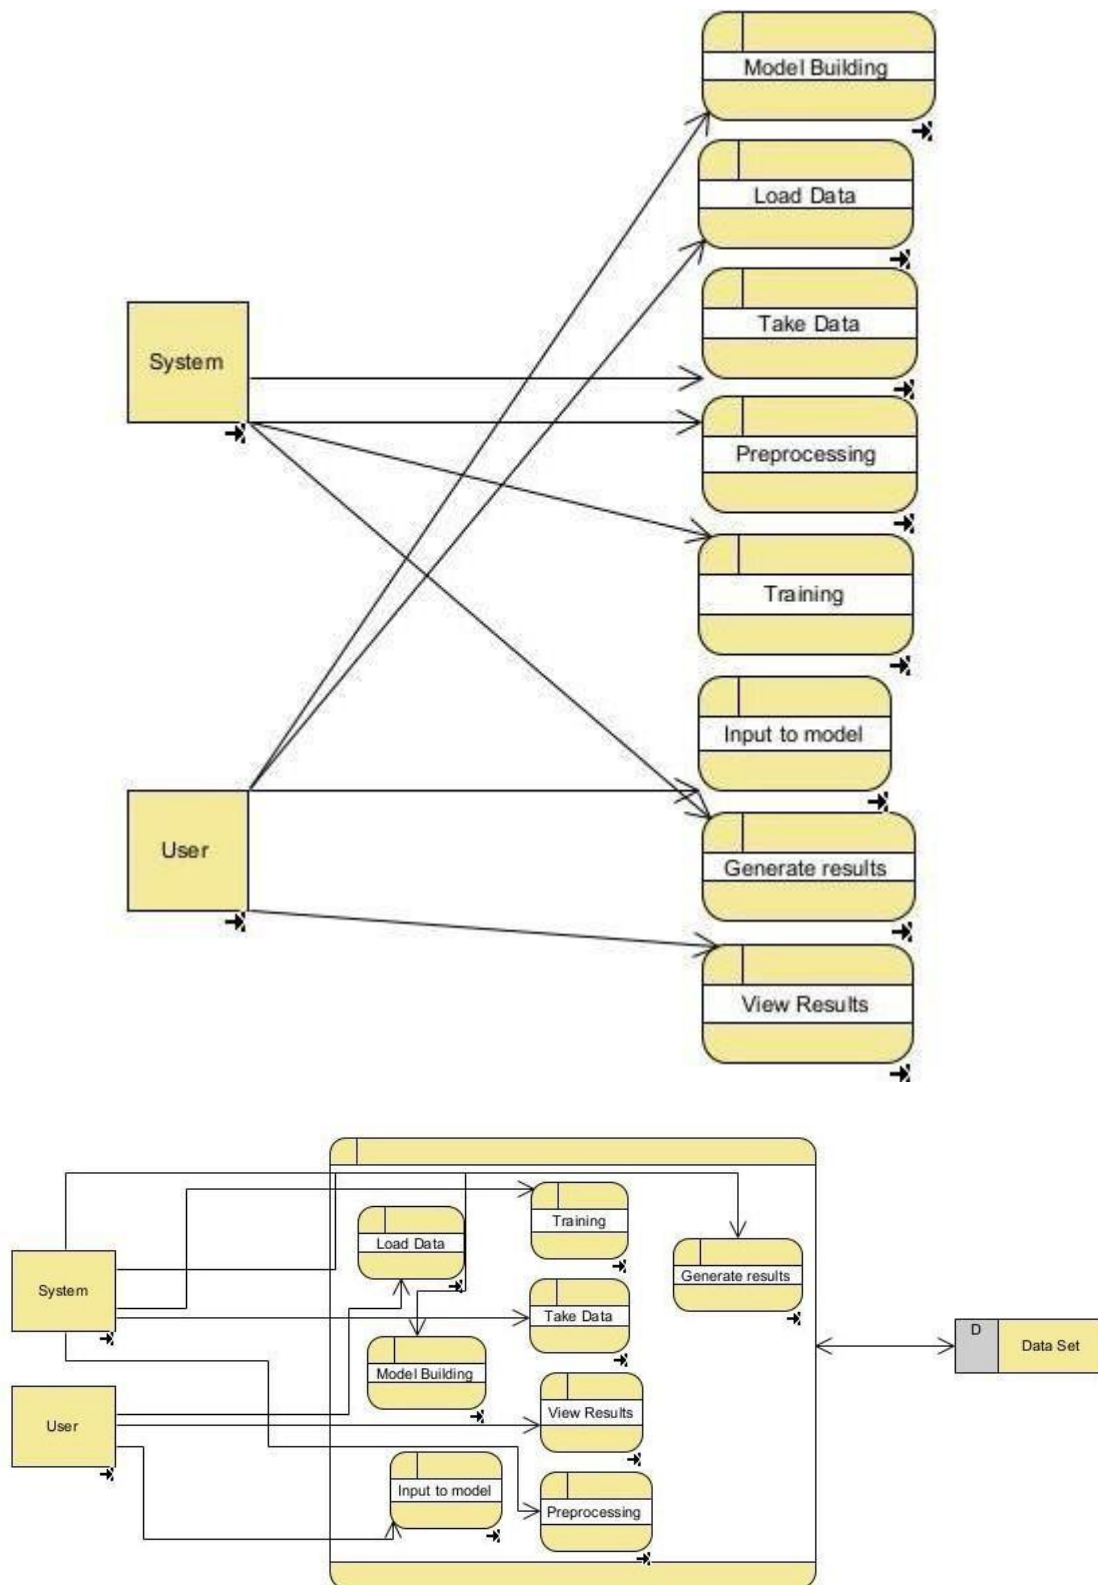 Model Building
Load Data
Take Data
System
Preprocessing
Training
Input to model
User
Generate results
View Results
Training
Load Data
Generate results
System
Take Data
D
Data Set
Model Building
View Results
User
Input to model
Preprocessing